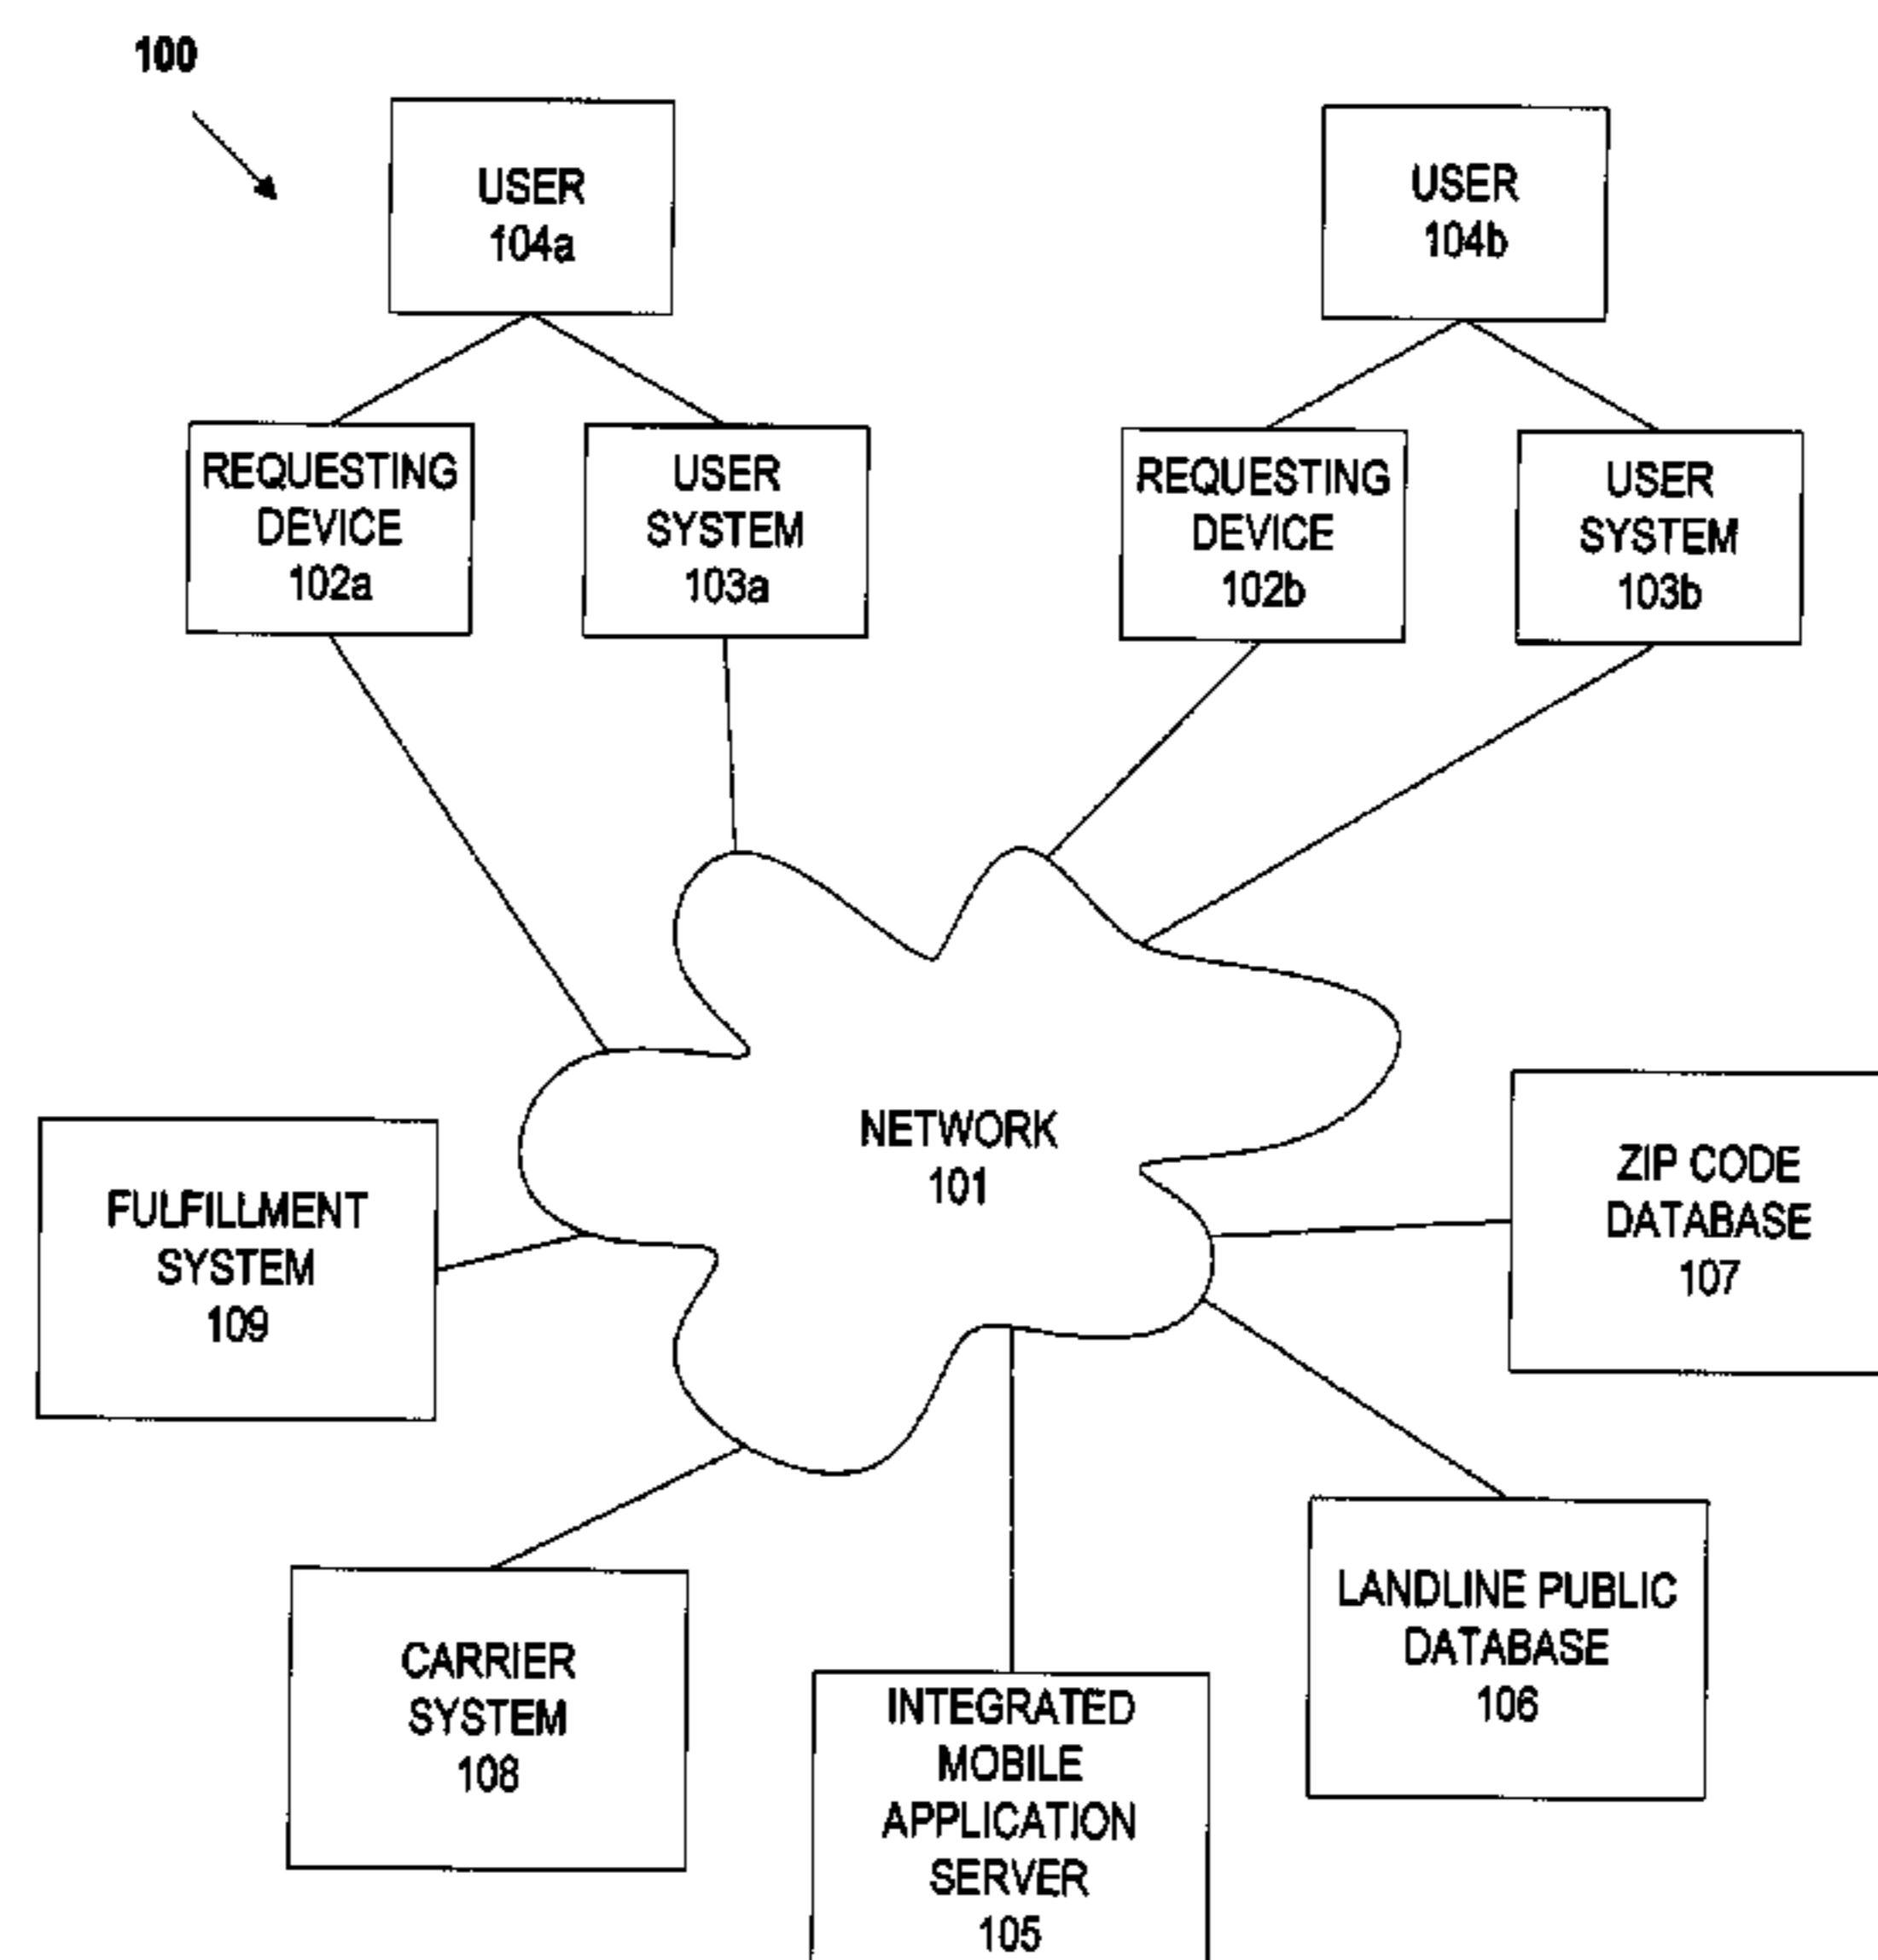 100
USER
104a
USER
104b
REQUESTING
DEVICE
102a
USER
SYSTEM
103a
REQUESTING
DEVICE
102b
USER
SYSTEM
103b
NETWORK
101
FULFILLMENT
SYSTEM
109
ZIP CODE
DATABASE
107
CARRIER
SYSTEM
108
INTEGRATED
MOBILE
APPLICATION
SERVER
105
LANDLINE PUBLIC
DATABASE
106